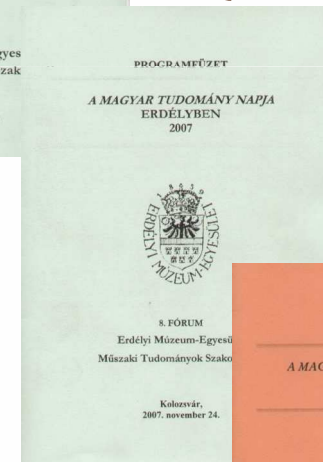 gyes
zak
PROGRAMFÜZET
A MAGYAR TUDOMÁNY NAPJA
ERDÉLYBEN
2007
1859
ERDÉLYI MÚZEUM-EGYESÜLET
8. FÓRUM
Erdélyi Múzeum-Egyesü
Műszaki Tudományok Szako
Kolozsvár,
2007. november 24.
A MAG